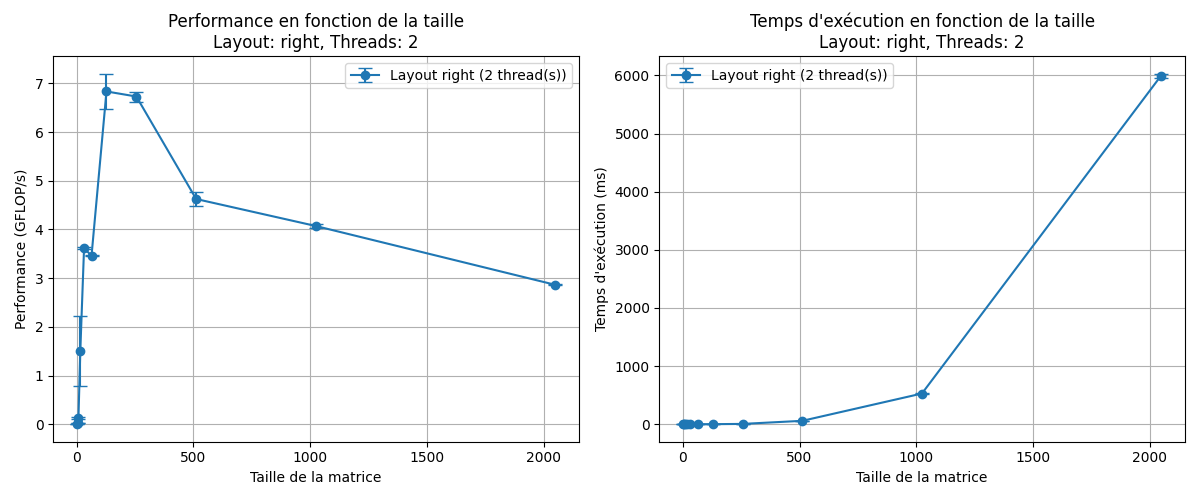 Performance en fonction de la taille
Layout: right, Threads: 2
Layout right (2 thread(s))
Performance (GFLOP/s)
7
6
5
4
3
2
1
0
0
500
1000
1500
2000
Taille de la matrice
Temps d'exécution en fonction de la taille
Layout: right, Threads: 2
Layout right (2 thread(s))
Temps d'exécution (ms)
6000
5000
4000
3000
2000
1000
0
0
500
1000
1500
2000
Taille de la matrice